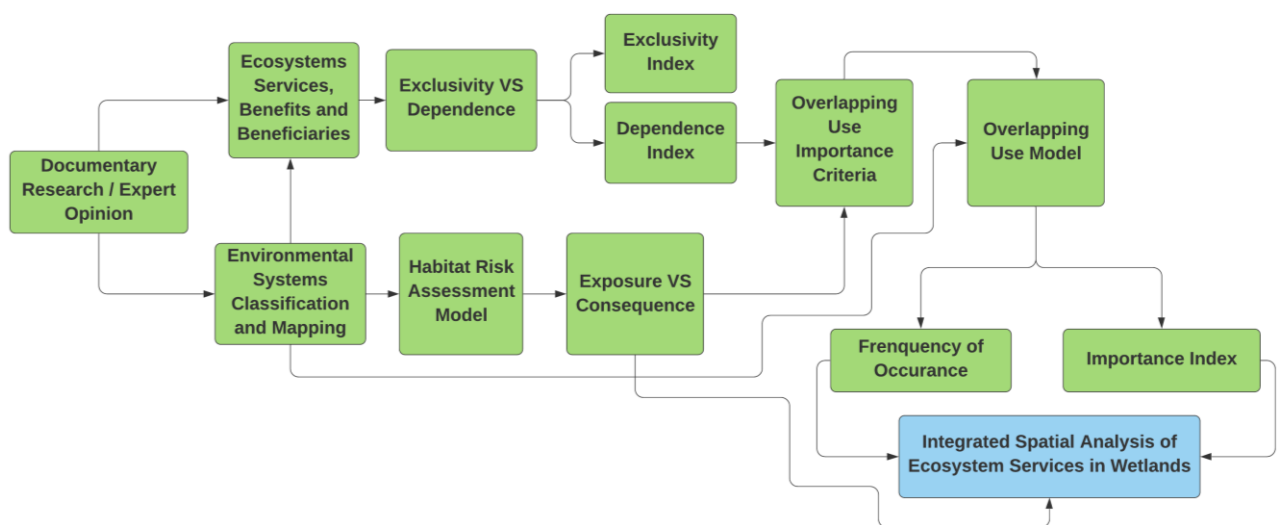 Ecosystems
Services,
Benefits and
Beneficiaries
Exclusivity VS
Dependence
Exclusivity
Index
Dependence
Index
Overlapping
Use
Importance
Criteria
Overlapping
Use Model
Documentary
Research / Expert
Opinion
Environmental
Systems
Classification
and Mapping
Habitat Risk
Assessment
Model
Exposure VS
Consequence
Frenquency of
Occurance
Importance Index
Integrated Spatial Analysis of
Ecosystem Services in Wetlands